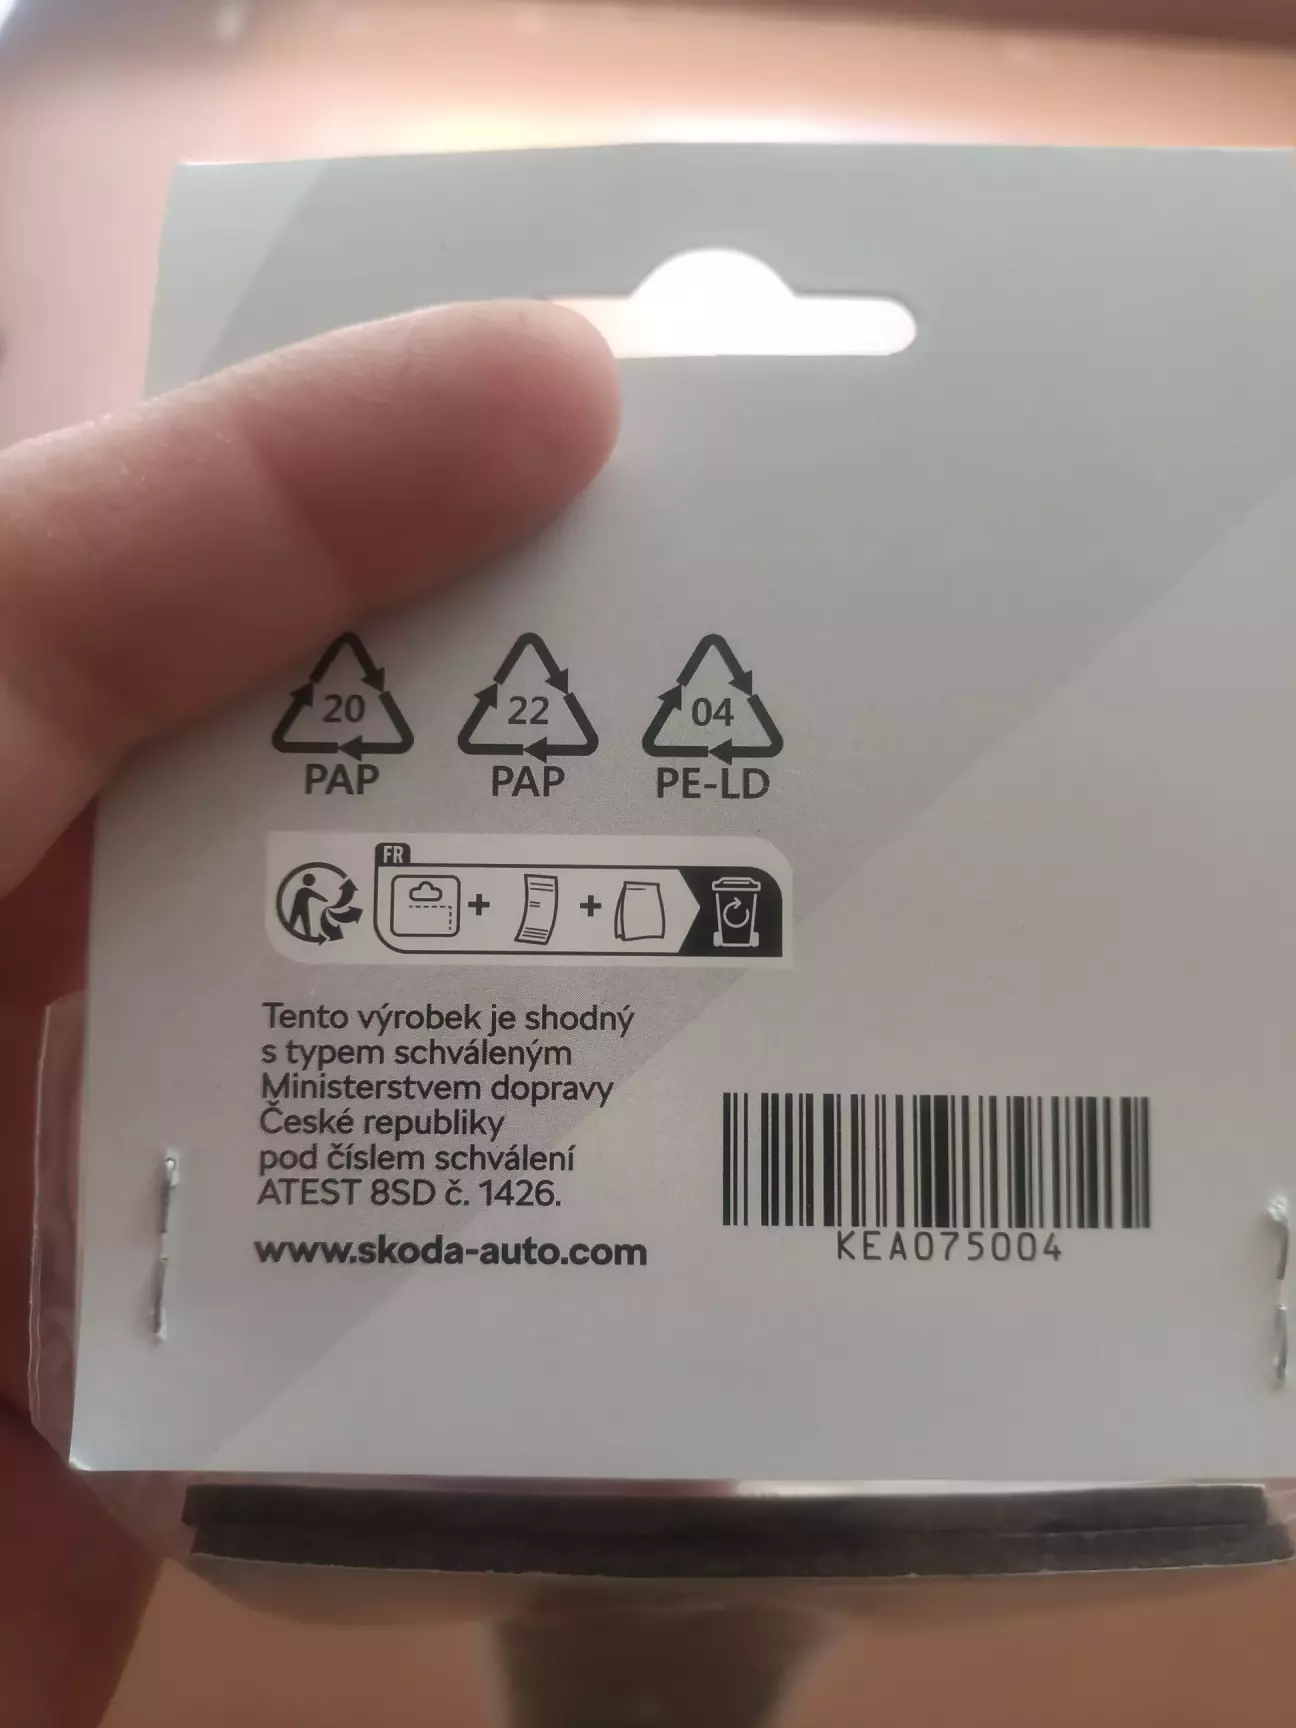 20 22 04
PAP PAP PE-LD
FR
Tento výrobek je shodný
s typem schváleným
Ministerstvem dopravy
České republiky
pod číslem schválení
ATEST 8SD č. 1426.
www.skoda-auto.com
KEA075004